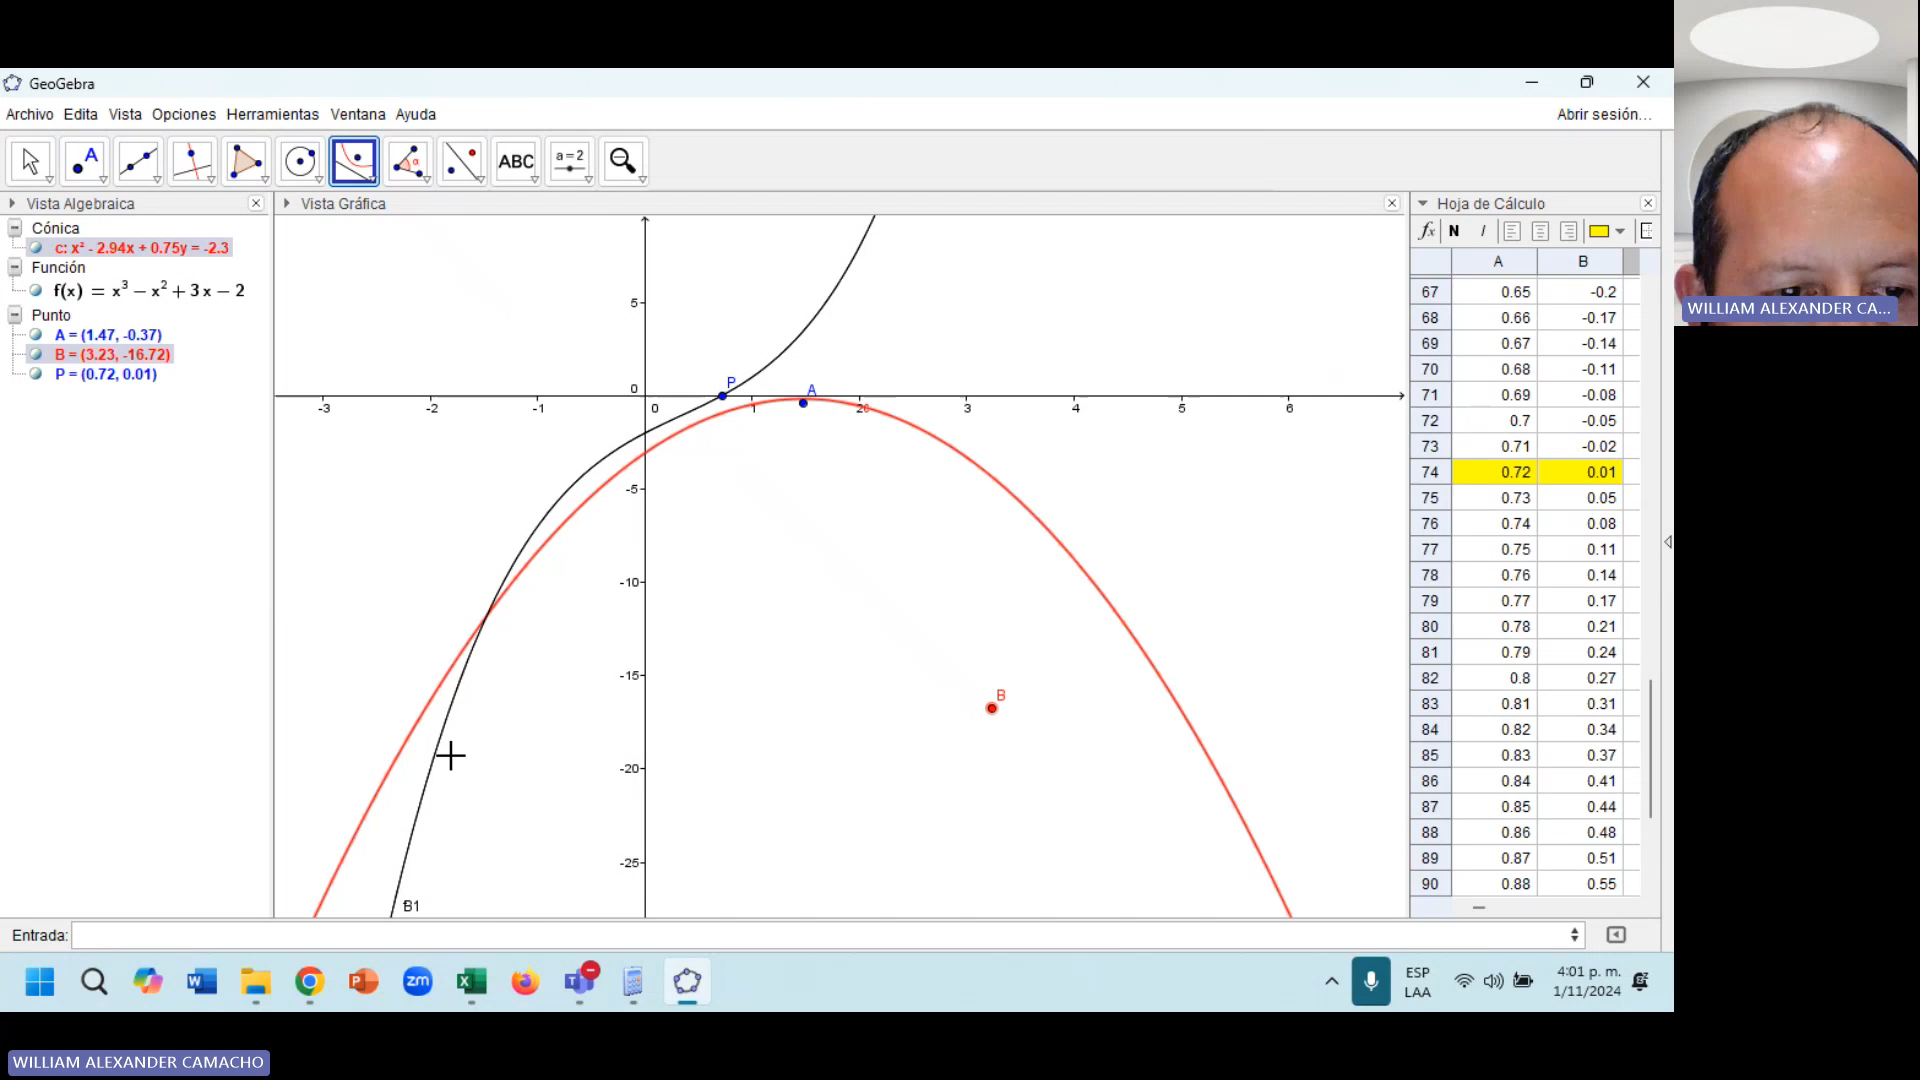 GeoGebra
Archivo Edita Vista Opciones Herramientas Ventana Ayuda
Abrir sesión...
A
α
ABC
a = 2
Vista Algebraica
Vista Gráfica
Hoja de Cálculo
Cónica
c: x² - 2.94x + 0.75y = -2.3
Función
f(x) = x³ − x² + 3 x − 2
Punto
A = (1.47, -0.37)
B = (3.23, -16.72)
P = (0.72, 0.01)
5
0
-5
-10
-15
-20
-25
-3 -2 -1 0 1 2 3 4 5 6
P
A
B
B1
fx N I
A B
67 0.65 -0.2
68 0.66 -0.17
69 0.67 -0.14
70 0.68 -0.11
71 0.69 -0.08
72 0.7 -0.05
73 0.71 -0.02
74 0.72 0.01
75 0.73 0.05
76 0.74 0.08
77 0.75 0.11
78 0.76 0.14
79 0.77 0.17
80 0.78 0.21
81 0.79 0.24
82 0.8 0.27
83 0.81 0.31
84 0.82 0.34
85 0.83 0.37
86 0.84 0.41
87 0.85 0.44
88 0.86 0.48
89 0.87 0.51
90 0.88 0.55
Entrada:
zm
ESP
LAA
4:01 p. m.
1/11/2024
WILLIAM ALEXANDER CA...
WILLIAM ALEXANDER CAMACHO